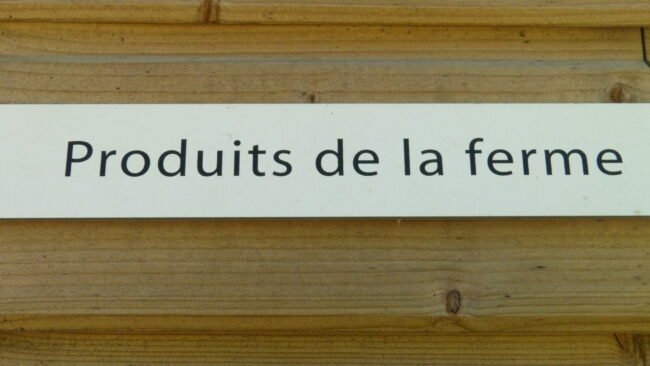 Produits de la ferme